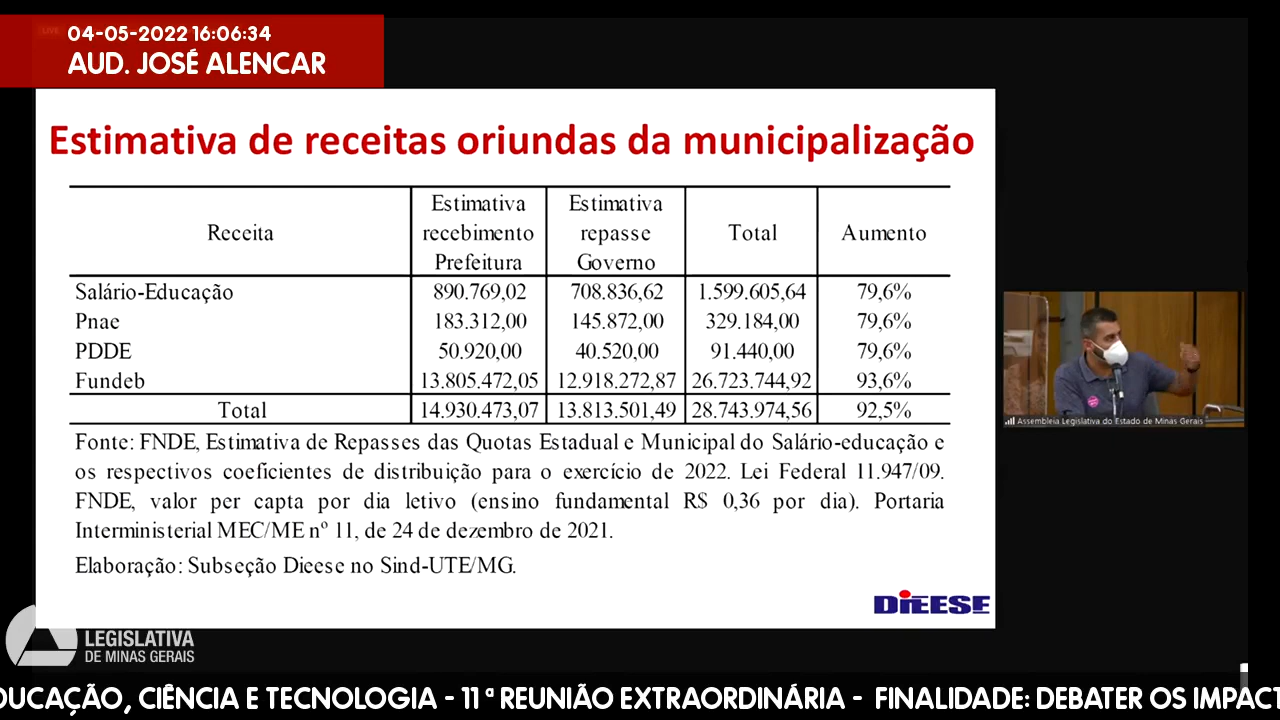 LIVE
04-05-2022 16:06:34
AUD. JOSÉ ALENCAR
Estimativa de receitas oriundas da municipalização
Receita | Estimativa recebimento Prefeitura | Estimativa repasse Governo | Total | Aumento
Salário-Educação 890.769,02 708.836,62 1.599.605,64 79,6%
Pnae 183.312,00 145.872,00 329.184,00 79,6%
PDDE 50.920,00 40.520,00 91.440,00 79,6%
Fundeb 13.805.472,05 12.918.272,87 26.723.744,92 93,6%
Total 14.930.473,07 13.813.501,49 28.743.974,56 92,5%
Fonte: FNDE, Estimativa de Repasses das Quotas Estadual e Municipal do Salário-educação e
os respectivos coeficientes de distribuição para o exercício de 2022. Lei Federal 11.947/09.
FNDE, valor per capta por dia letivo (ensino fundamental R$ 0,36 por dia). Portaria
Interministerial MEC/ME nº 11, de 24 de dezembro de 2021.
Elaboração: Subseção Dieese no Sind-UTE/MG.
DIEESE
Assembleia Legislativa do Estado de Minas Gerais
LEGISLATIVA
DE MINAS GERAIS
DUCAÇÃO, CIÊNCIA E TECNOLOGIA - 11ª REUNIÃO EXTRAORDINÁRIA - FINALIDADE: DEBATER OS IMPACT